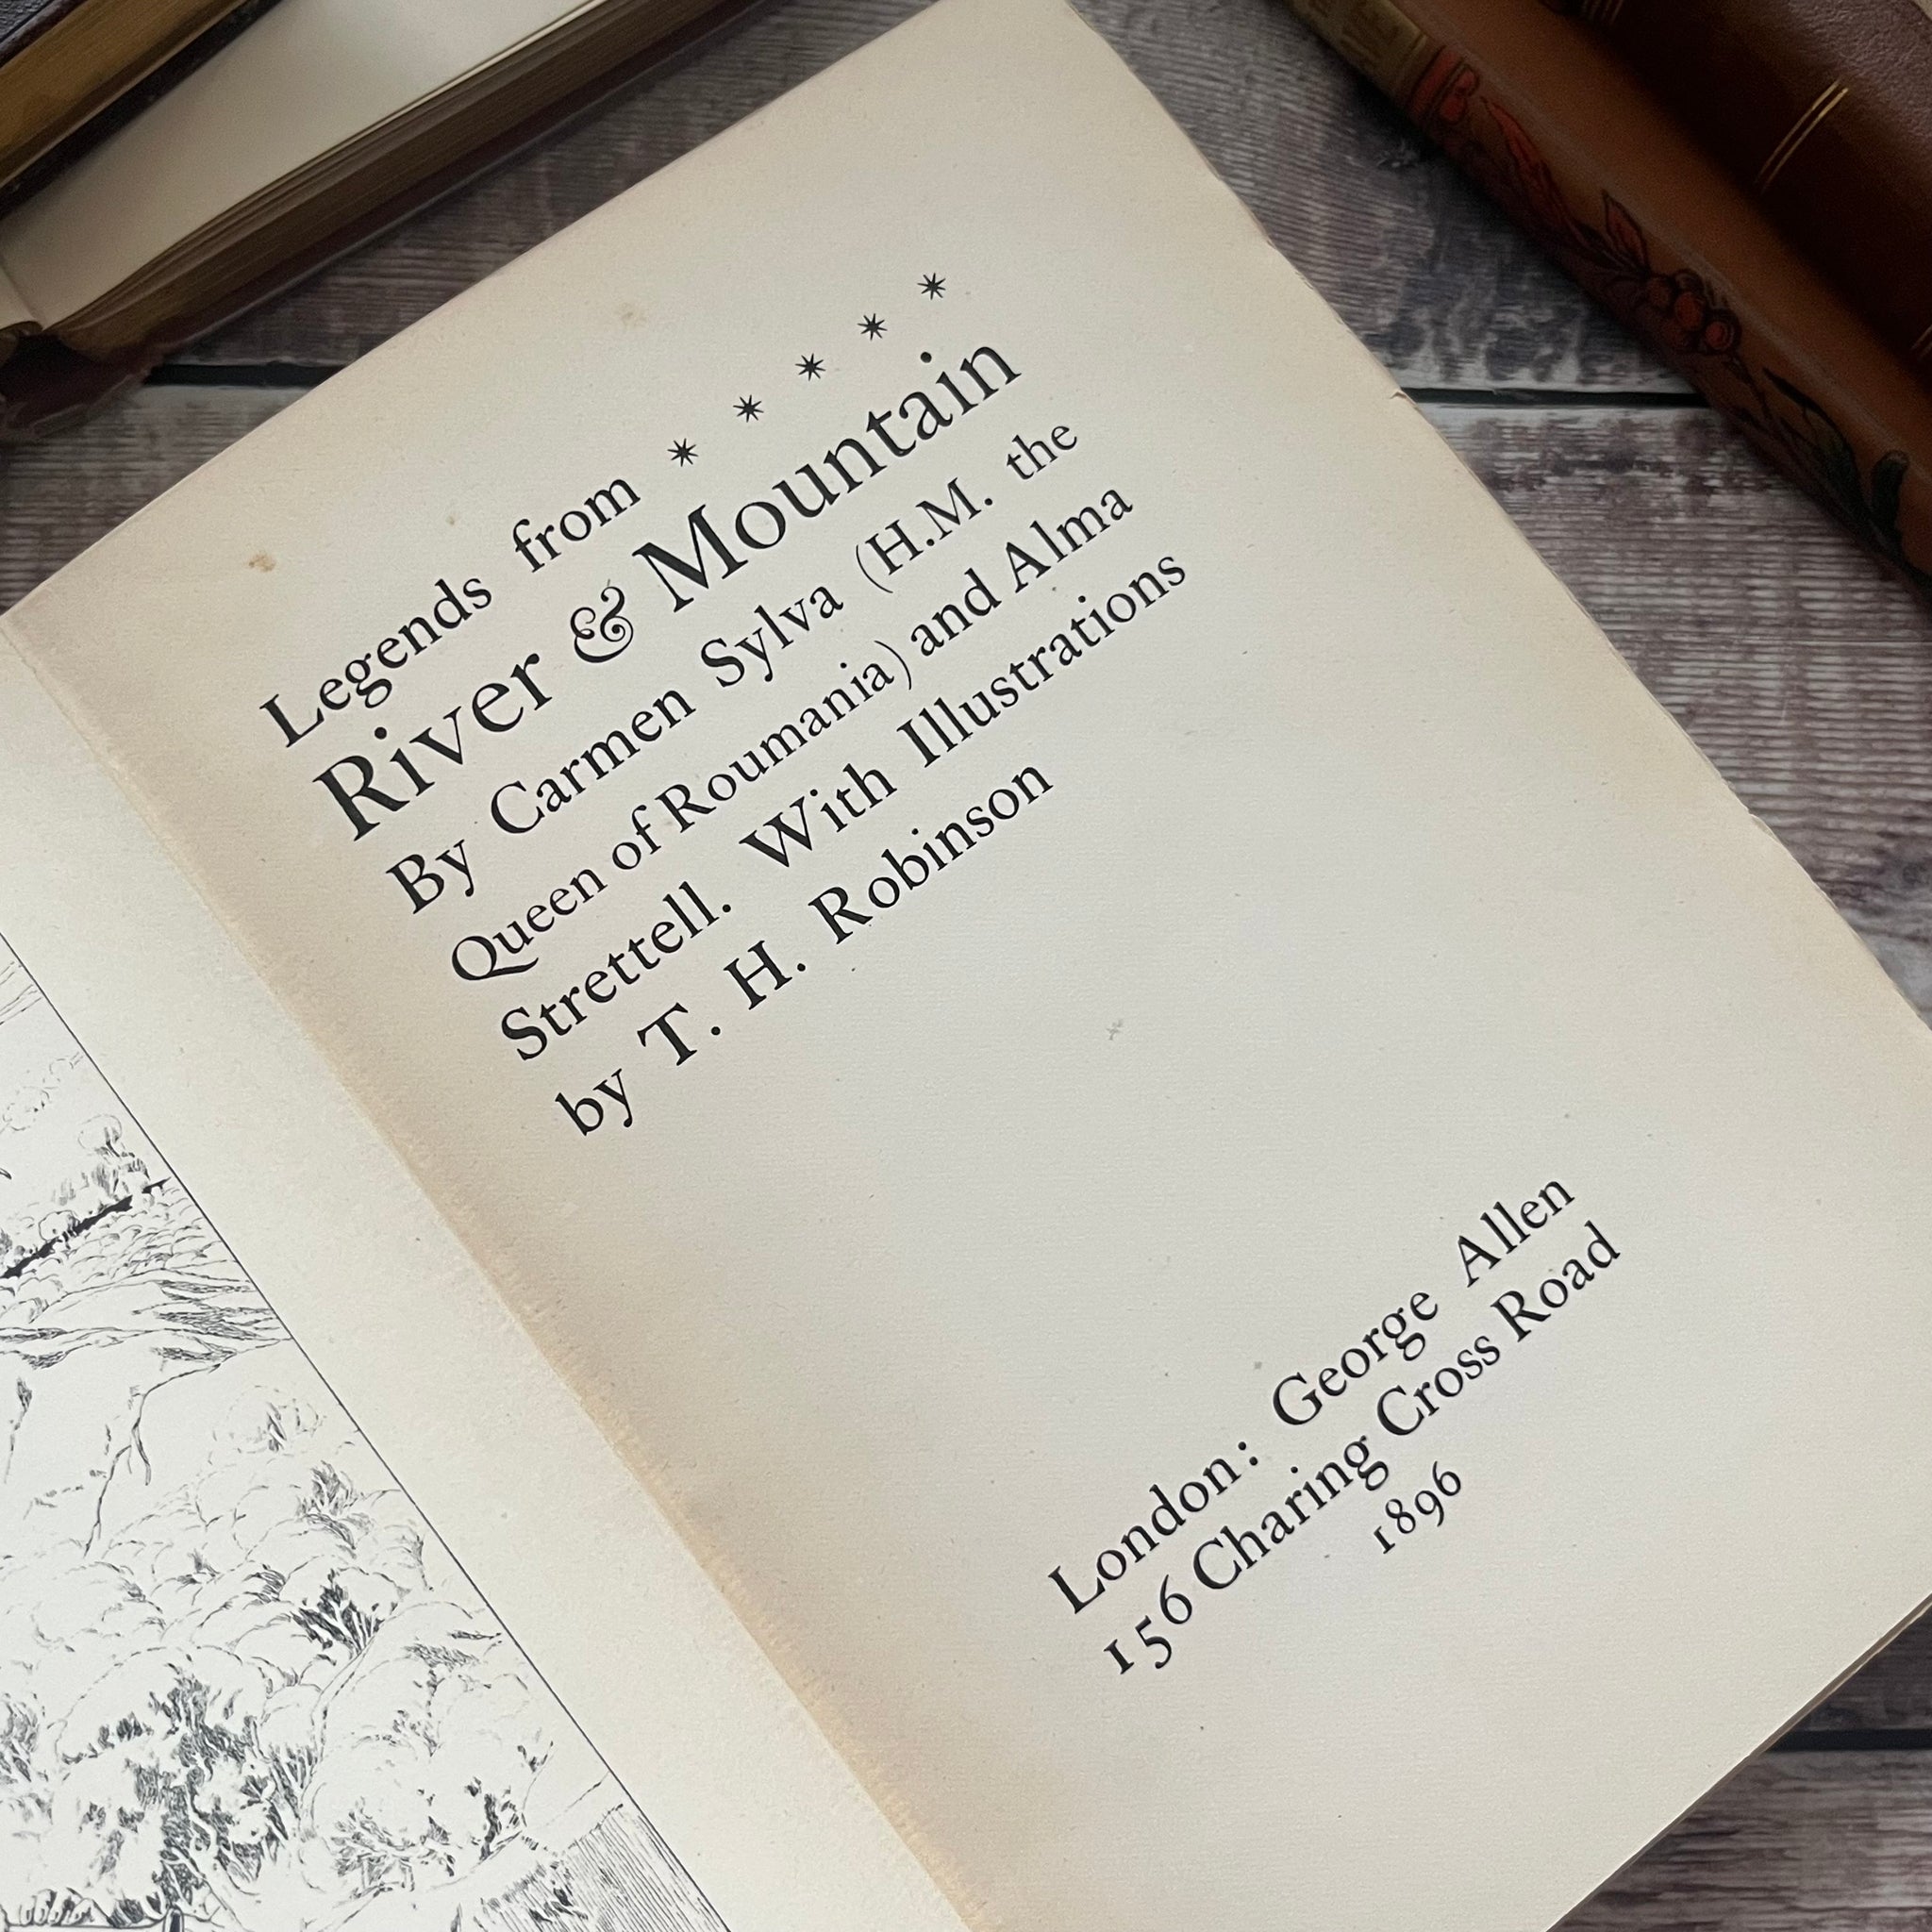 Legends from * * * * *
River & Mountain
By Carmen Sylva (H.M. the
Queen of Roumania) and Alma
Strettell. With Illustrations
by T. H. Robinson
London: George Allen
156 Charing Cross Road
1896